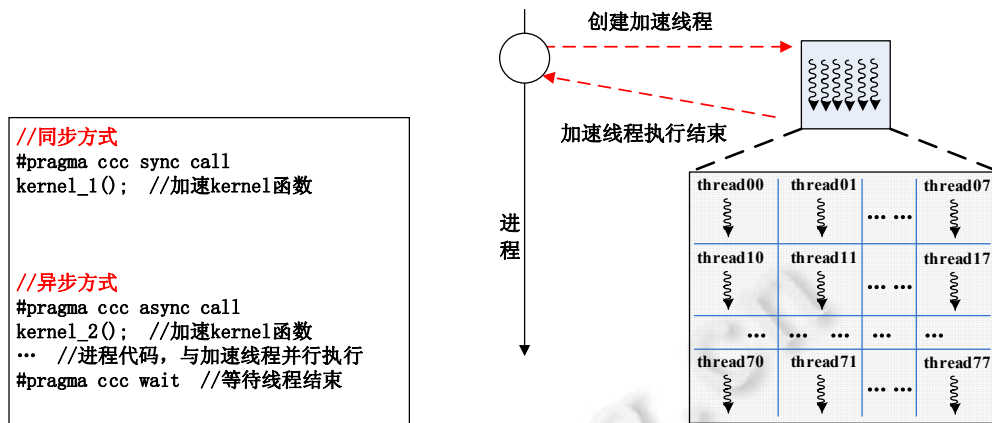 //同步方式
#pragma ccc sync call
kernel_1();  //加速kernel函数
//异步方式
#pragma ccc async call
kernel_2();  //加速kernel函数
…  //进程代码，与加速线程并行执行
#pragma ccc wait  //等待线程结束
创建加速线程
加速线程执行结束
进程
thread00 thread01 … … thread07
thread10 thread11 … … thread17
… … … … …
thread70 thread71 … … thread77